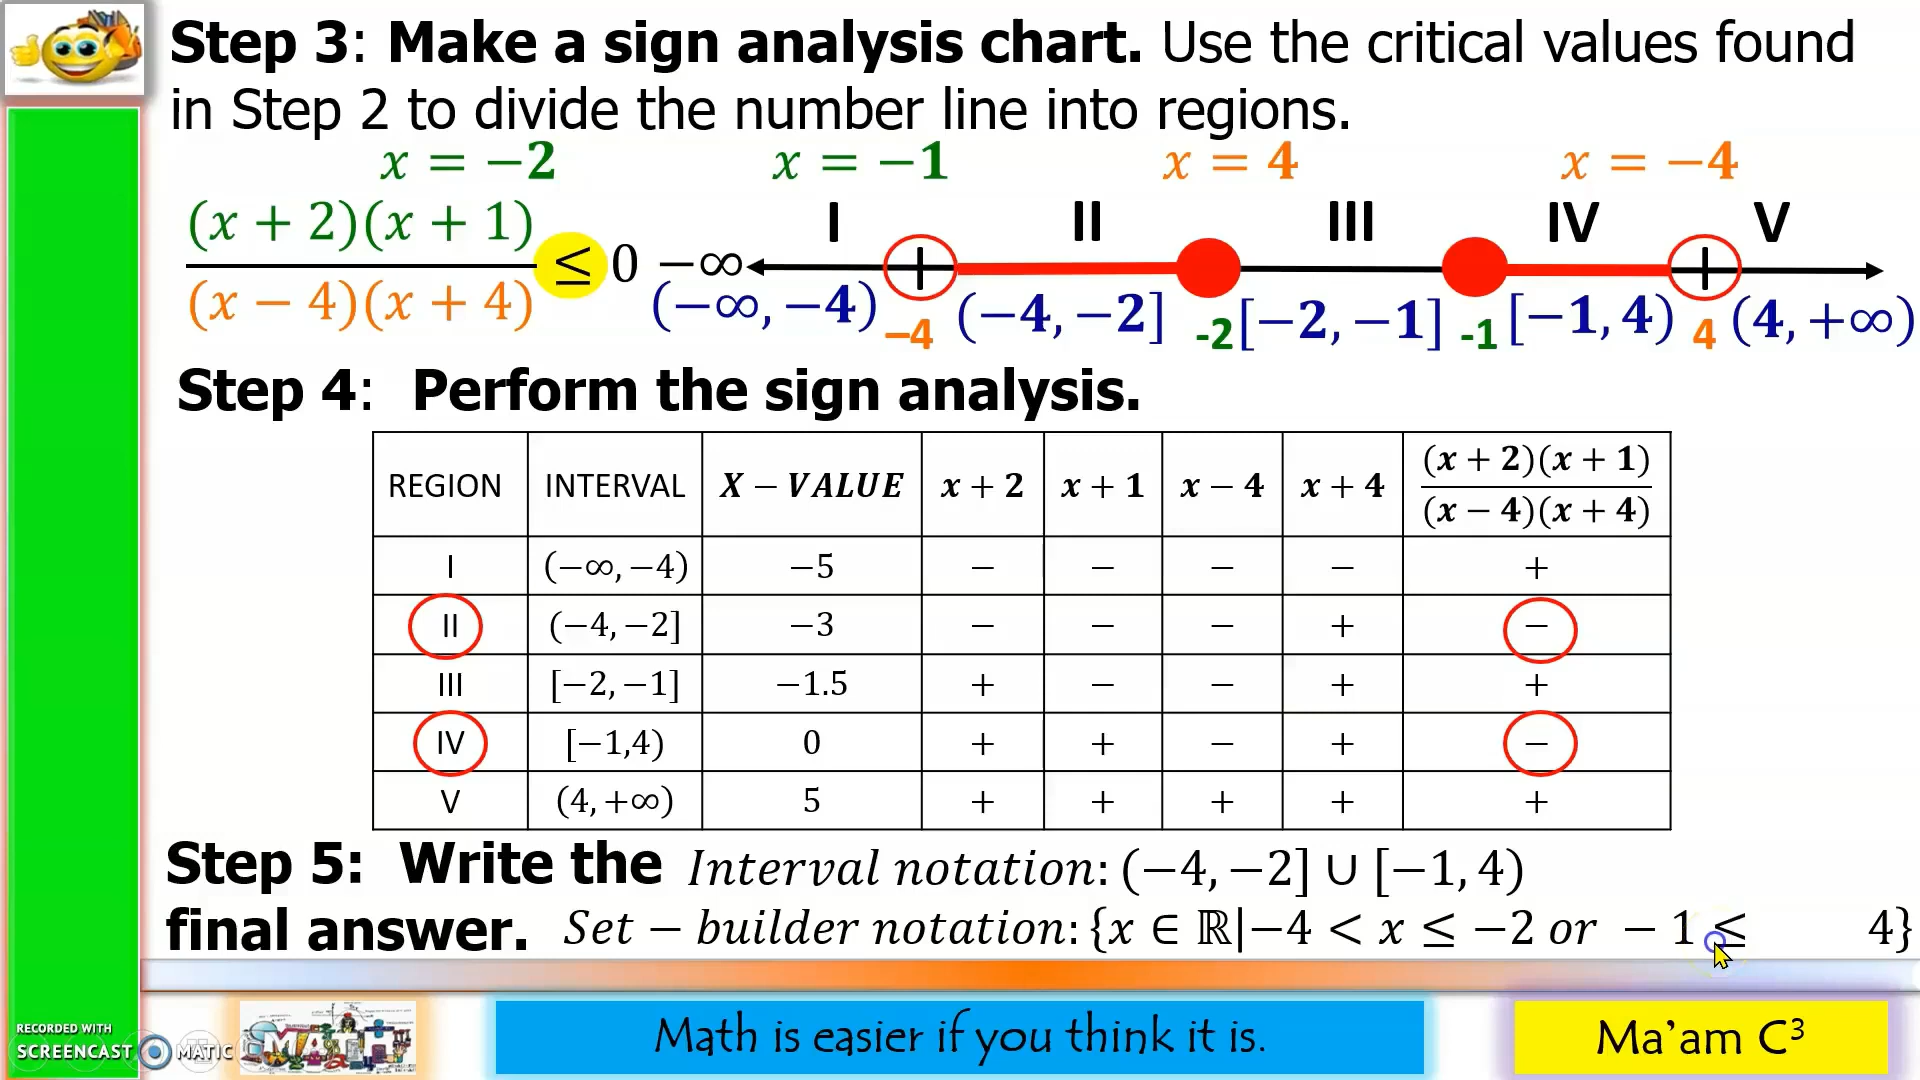 Step 3: Make a sign analysis chart. Use the critical values found
in Step 2 to divide the number line into regions.
x = −2 x = −1 x = 4 x = −4
(x + 2)(x + 1)
(x − 4)(x + 4)
≤ 0
I II III IV V
−∞
(−∞, −4) −4 (−4, −2] -2 [−2, −1] -1 [−1, 4) 4 (4, +∞)
Step 4: Perform the sign analysis.
REGION INTERVAL X − VALUE x + 2 x + 1 x − 4 x + 4 (x + 2)(x + 1)
(x − 4)(x + 4)
I (−∞, −4) −5 − − − − +
II (−4, −2] −3 − − − + −
III [−2, −1] −1.5 + − − + +
IV [−1,4) 0 + + − + −
V (4, +∞) 5 + + + + +
Step 5: Write the Interval notation: (−4, −2] ∪ [−1, 4)
final answer. Set − builder notation: {x ∈ ℝ|−4 < x ≤ −2 or − 1 ≤ 4}
RECORDED WITH
SCREENCAST MATIC
MATH
Math is easier if you think it is.
Ma'am C³